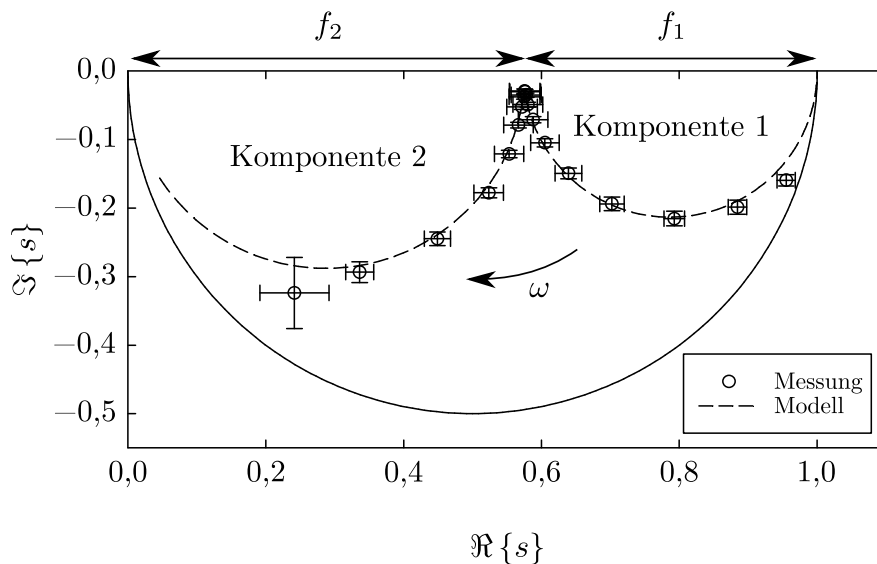 f₂ f₁
0,0
−0,1
−0,2
−0,3
−0,4
−0,5
ℑ {s}
Komponente 2
Komponente 1
ω
Messung
Modell
0,0 0,2 0,4 0,6 0,8 1,0
ℜ {s}